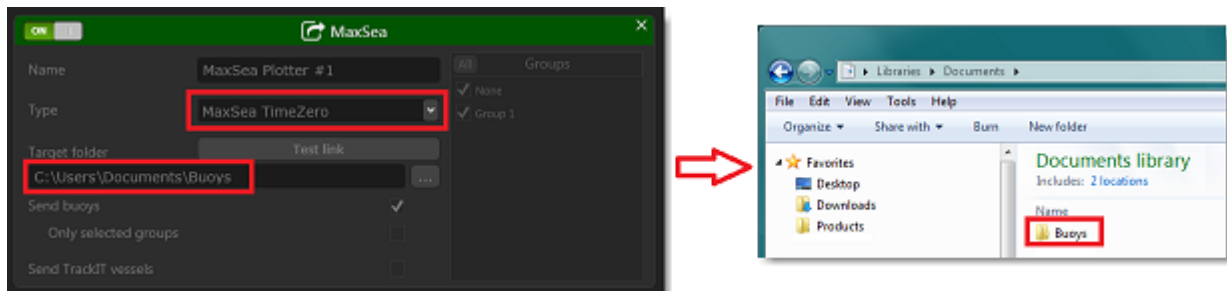 ON
MaxSea
Name
MaxSea Plotter #1
Type
MaxSea TimeZero
Target folder
Test link
C:\Users\Documents\Buoys
...
Send buoys
Only selected groups
Send TrackIT vessels
All
Groups
None
Group 1
Libraries
Documents
File Edit View Tools Help
Organize Share with Burn New folder
Favorites
Desktop
Downloads
Products
Documents library
Includes: 2 locations
Name
Buoys